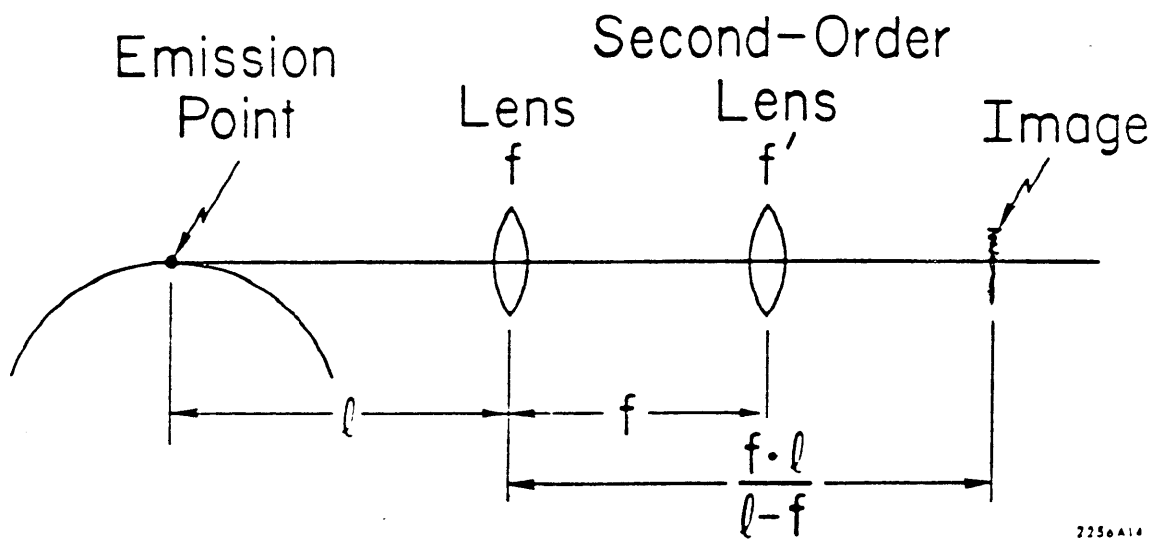 Emission
Point
Lens
f
Second-Order
Lens
f'
Image
ℓ
f
f · ℓ
ℓ-f
2256A14